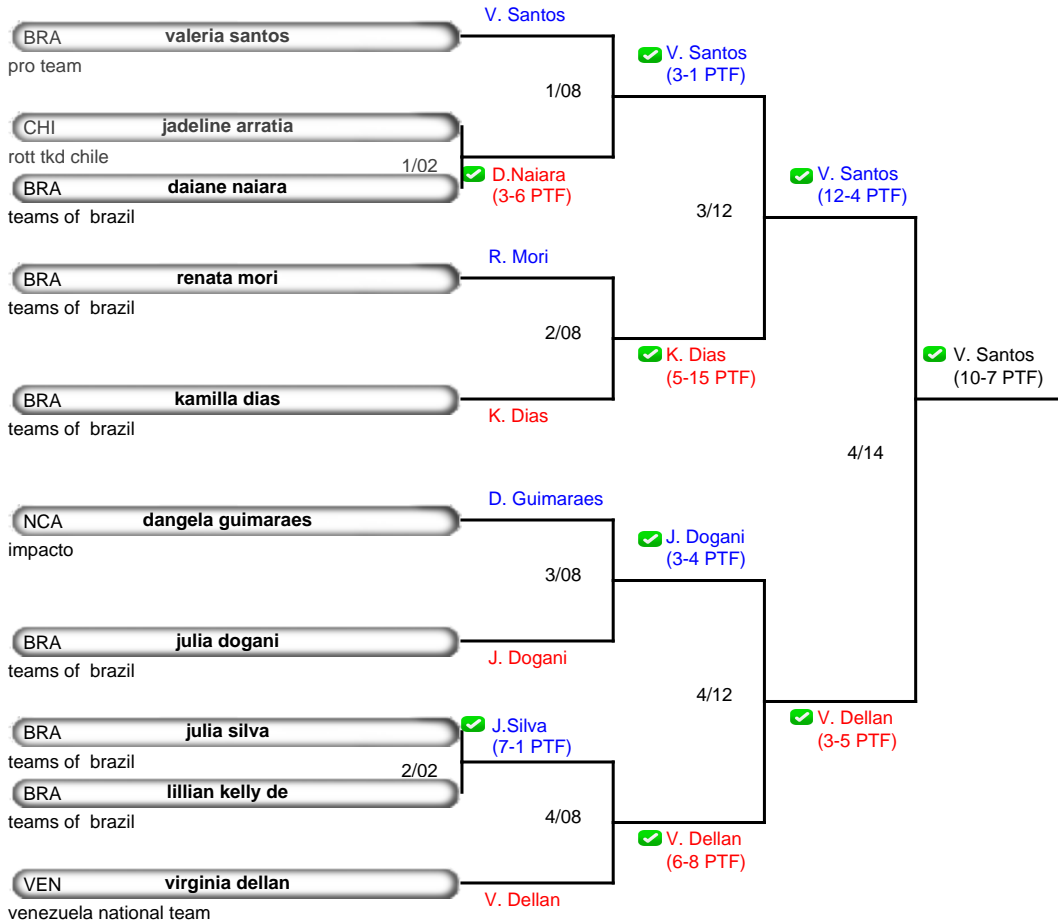 V. Santos
BRA valeria santos
pro team
V. Santos
(3-1 PTF)
1/08
CHI jadeline arratia
rott tkd chile
1/02
D.Naiara
(3-6 PTF)
BRA daiane naiara
teams of  brazil
V. Santos
(12-4 PTF)
3/12
R. Mori
BRA renata mori
teams of  brazil
2/08
K. Dias
(5-15 PTF)
V. Santos
(10-7 PTF)
BRA kamilla dias
K. Dias
teams of  brazil
4/14
D. Guimaraes
NCA dangela guimaraes
impacto
J. Dogani
(3-4 PTF)
3/08
BRA julia dogani
J. Dogani
teams of  brazil
4/12
V. Dellan
(3-5 PTF)
BRA julia silva
J.Silva
(7-1 PTF)
teams of  brazil
2/02
BRA lillian kelly de
teams of  brazil
4/08
V. Dellan
(6-8 PTF)
VEN virginia dellan
V. Dellan
venezuela national team